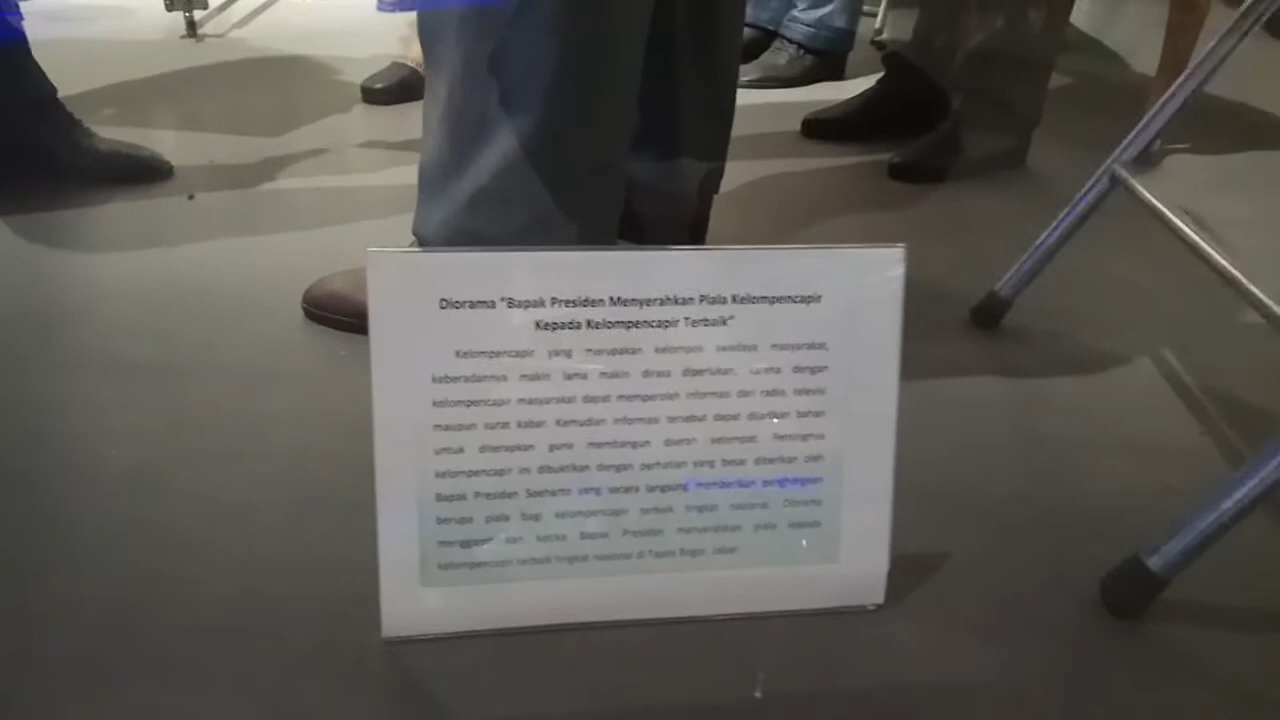 Diorama "Bapak Presiden Menyerahkan Piala Kelompencapir
Kepada Kelompencapir Terbaik"
Kelompencapir yang merupakan kelompok swadaya masyarakat,
keberadannya makin lama makin dirasa diperlukan, karena dengan
kelompencapir masyarakat dapat memperoleh informasi dari radio, televisi
maupun surat kabar. Kemudian informasi tersebut dapat dijadikan bahan
untuk diterapkan guna membangun daerah setempat. Pentingnya
kelompencapir ini dibuktikan dengan perhatian yang besar diberikan oleh
Bapak Presiden Soeharto yang secara langsung memberikan penghargaan
berupa piala bagi kelompencapir terbaik tingkat nasional. Diorama
ketika Bapak Presiden menyerahkan piala kepada
kelompencapir terbaik tingkat nasional di Tapos Bogor, Jabar.